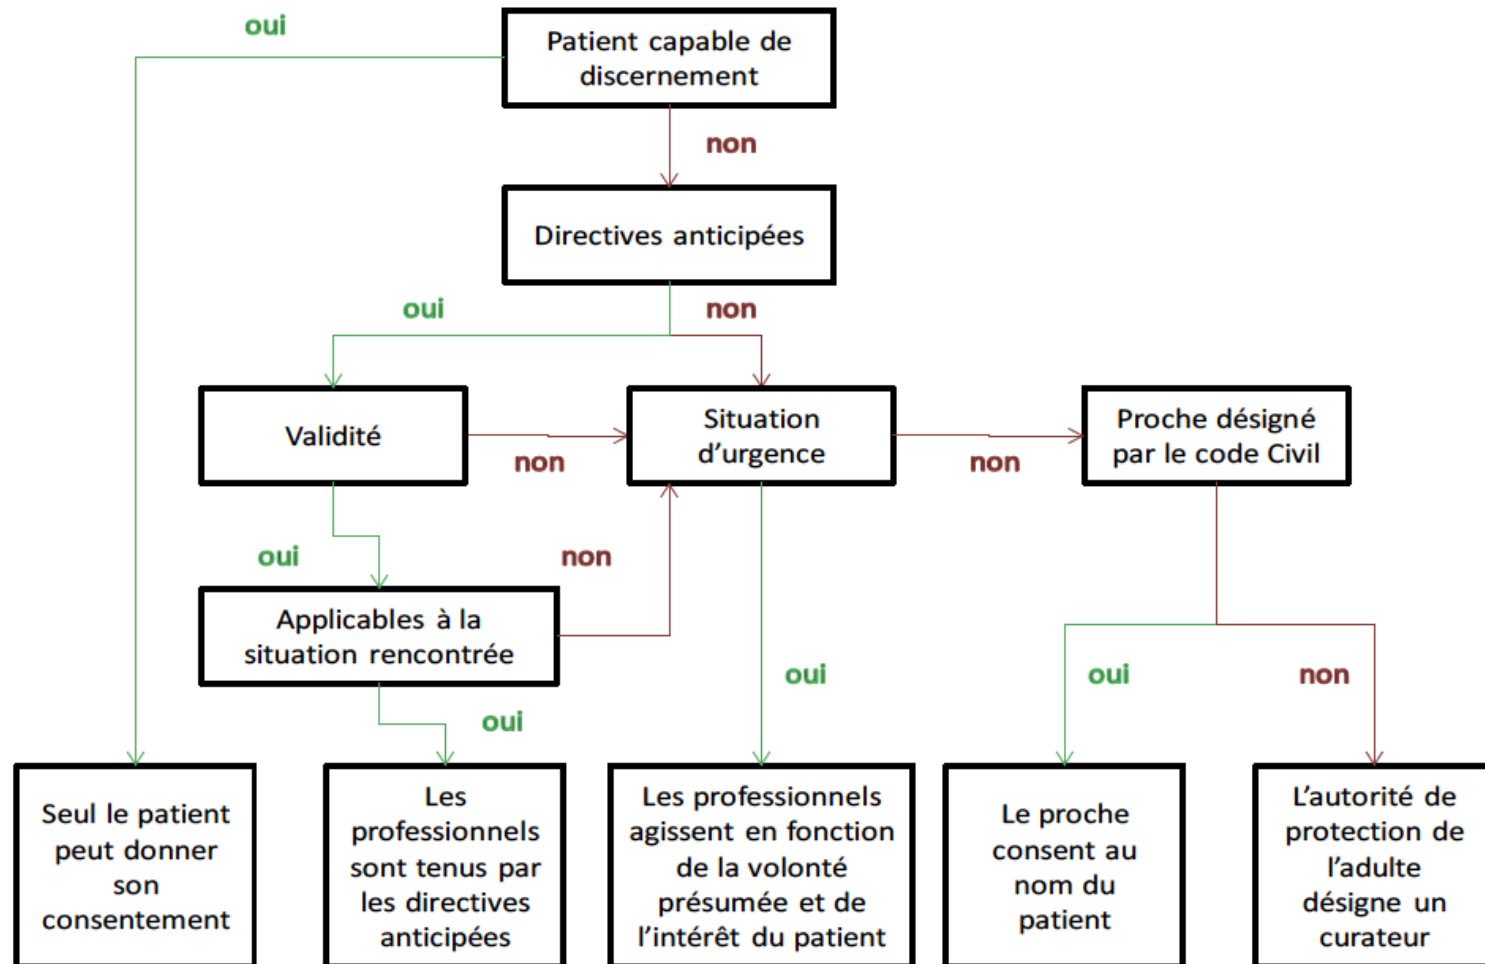 oui
Patient capable de
discernement
non
Directives anticipées
oui
non
Validité
non
Situation
d'urgence
non
Proche désigné
par le code Civil
oui
non
Applicables à la
situation rencontrée
oui
oui
oui
non
Seul le patient
peut donner
son
consentement
Les
professionnels
sont tenus par
les directives
anticipées
Les professionnels
agissent en fonction
de la volonté
présumée et de
l'intérêt du patient
Le proche
consent au
nom du
patient
L'autorité de
protection de
l'adulte
désigne un
curateur